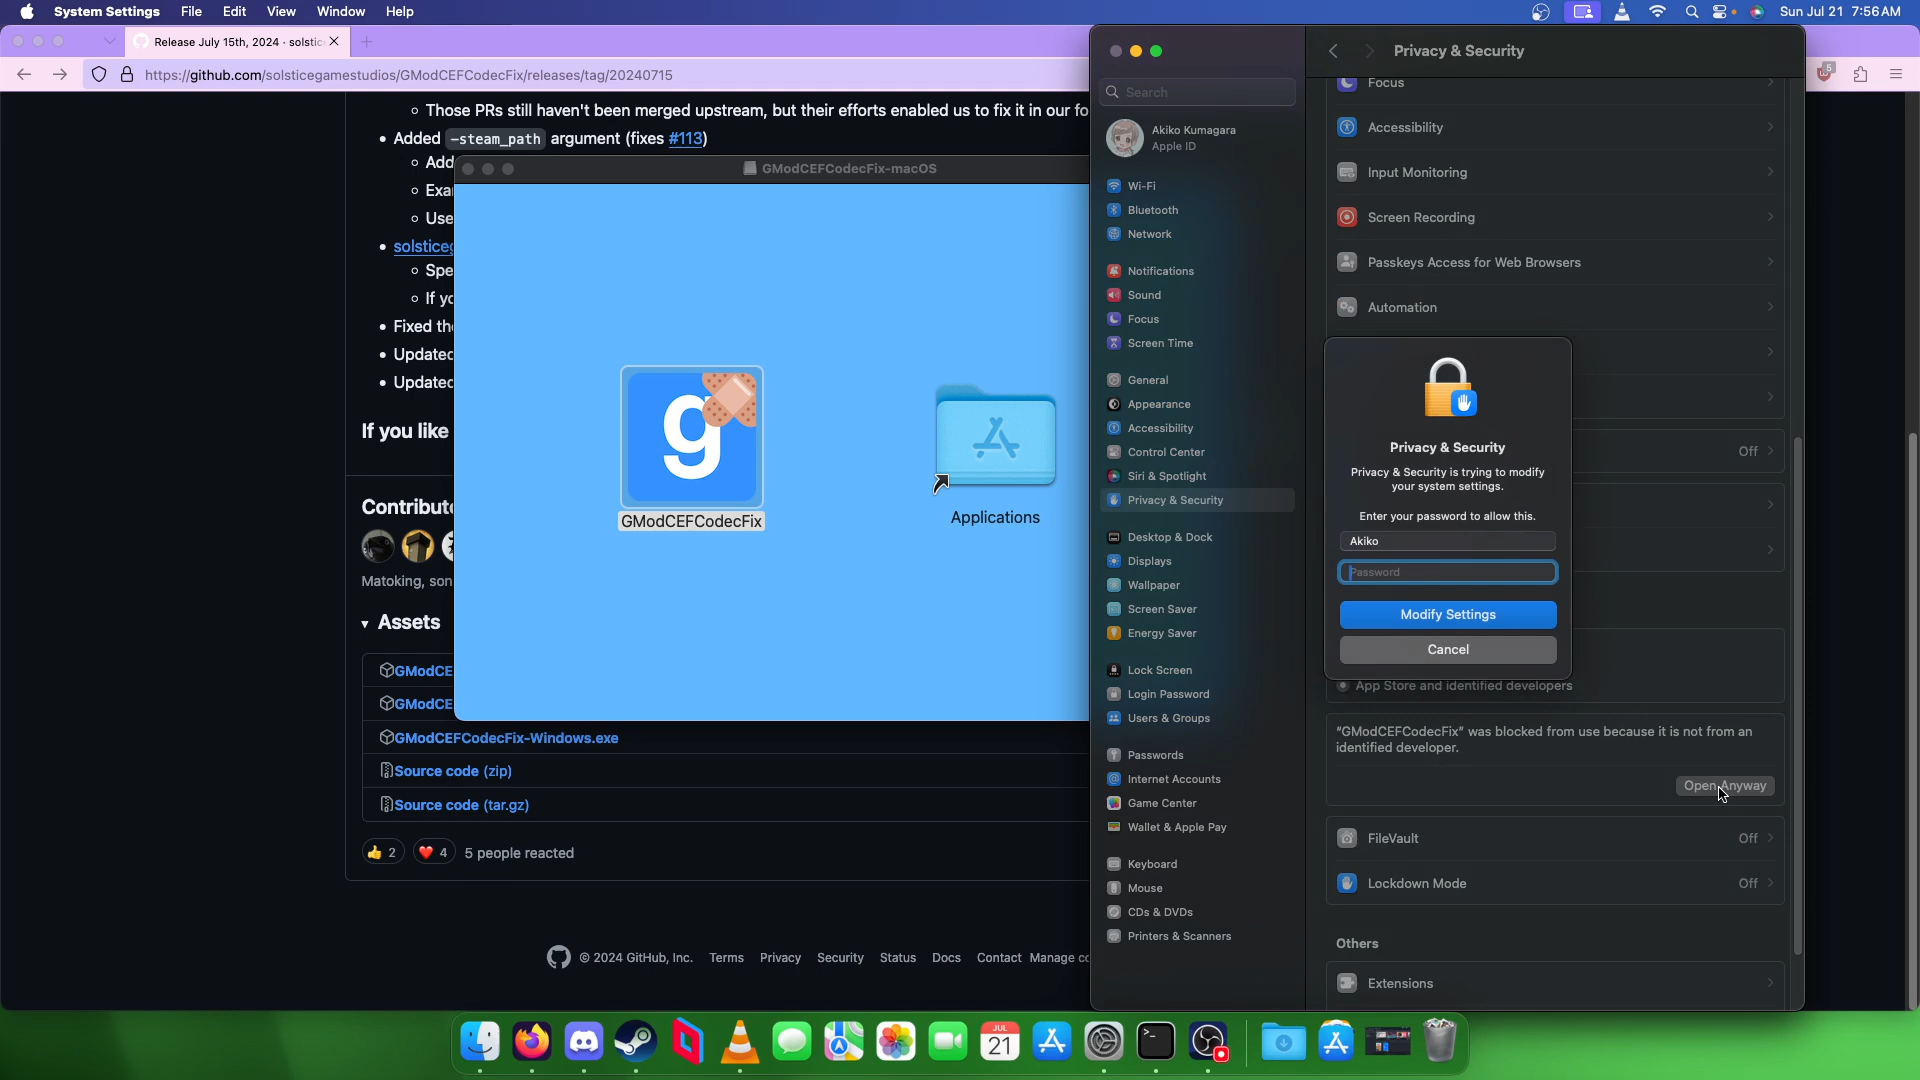 System Settings File Edit View Window Help
Sun Jul 21 7:56 AM
Release July 15th, 2024 · solstic
https://github.com/solsticegamestudios/GModCEFCodecFix/releases/tag/20240715
5
Those PRs still haven't been merged upstream, but their efforts enabled us to fix it in our fo
Added -steam_path argument (fixes #113)
Add
Exa
Use
solsticeg
Spe
If yo
Fixed th
Updated
Updated
If you like
Contributo
Matoking, son
Assets
GModCE
GModCE
GModCEFCodecFix-Windows.exe
Source code (zip)
Source code (tar.gz)
2
4
5 people reacted
© 2024 GitHub, Inc. Terms Privacy Security Status Docs Contact Manage co
GModCEFCodecFix-macOS
g
GModCEFCodecFix
Applications
Search
Akiko Kumagara
Apple ID
Wi-Fi
Bluetooth
Network
Notifications
Sound
Focus
Screen Time
General
Appearance
Accessibility
Control Center
Siri & Spotlight
Privacy & Security
Desktop & Dock
Displays
Wallpaper
Screen Saver
Energy Saver
Lock Screen
Login Password
Users & Groups
Passwords
Internet Accounts
Game Center
Wallet & Apple Pay
Keyboard
Mouse
CDs & DVDs
Printers & Scanners
Privacy & Security
Focus
Accessibility
Input Monitoring
Screen Recording
Passkeys Access for Web Browsers
Automation
Off
Privacy & Security
Privacy & Security is trying to modify
your system settings.
Enter your password to allow this.
Akiko
Password
Modify Settings
Cancel
App Store and identified developers
"GModCEFCodecFix" was blocked from use because it is not from an
identified developer.
Open Anyway
FileVault Off
Lockdown Mode Off
Others
Extensions
JUL
21